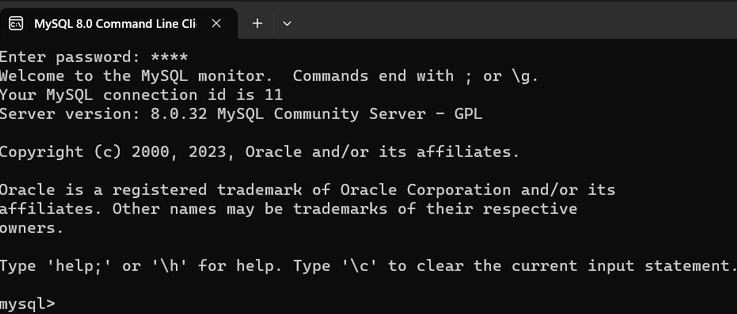 MySQL 8.0 Command Line Cli
Enter password: ****
Welcome to the MySQL monitor.  Commands end with ; or \g.
Your MySQL connection id is 11
Server version: 8.0.32 MySQL Community Server - GPL
Copyright (c) 2000, 2023, Oracle and/or its affiliates.
Oracle is a registered trademark of Oracle Corporation and/or its
affiliates. Other names may be trademarks of their respective
owners.
Type 'help;' or '\h' for help. Type '\c' to clear the current input statement.
mysql>